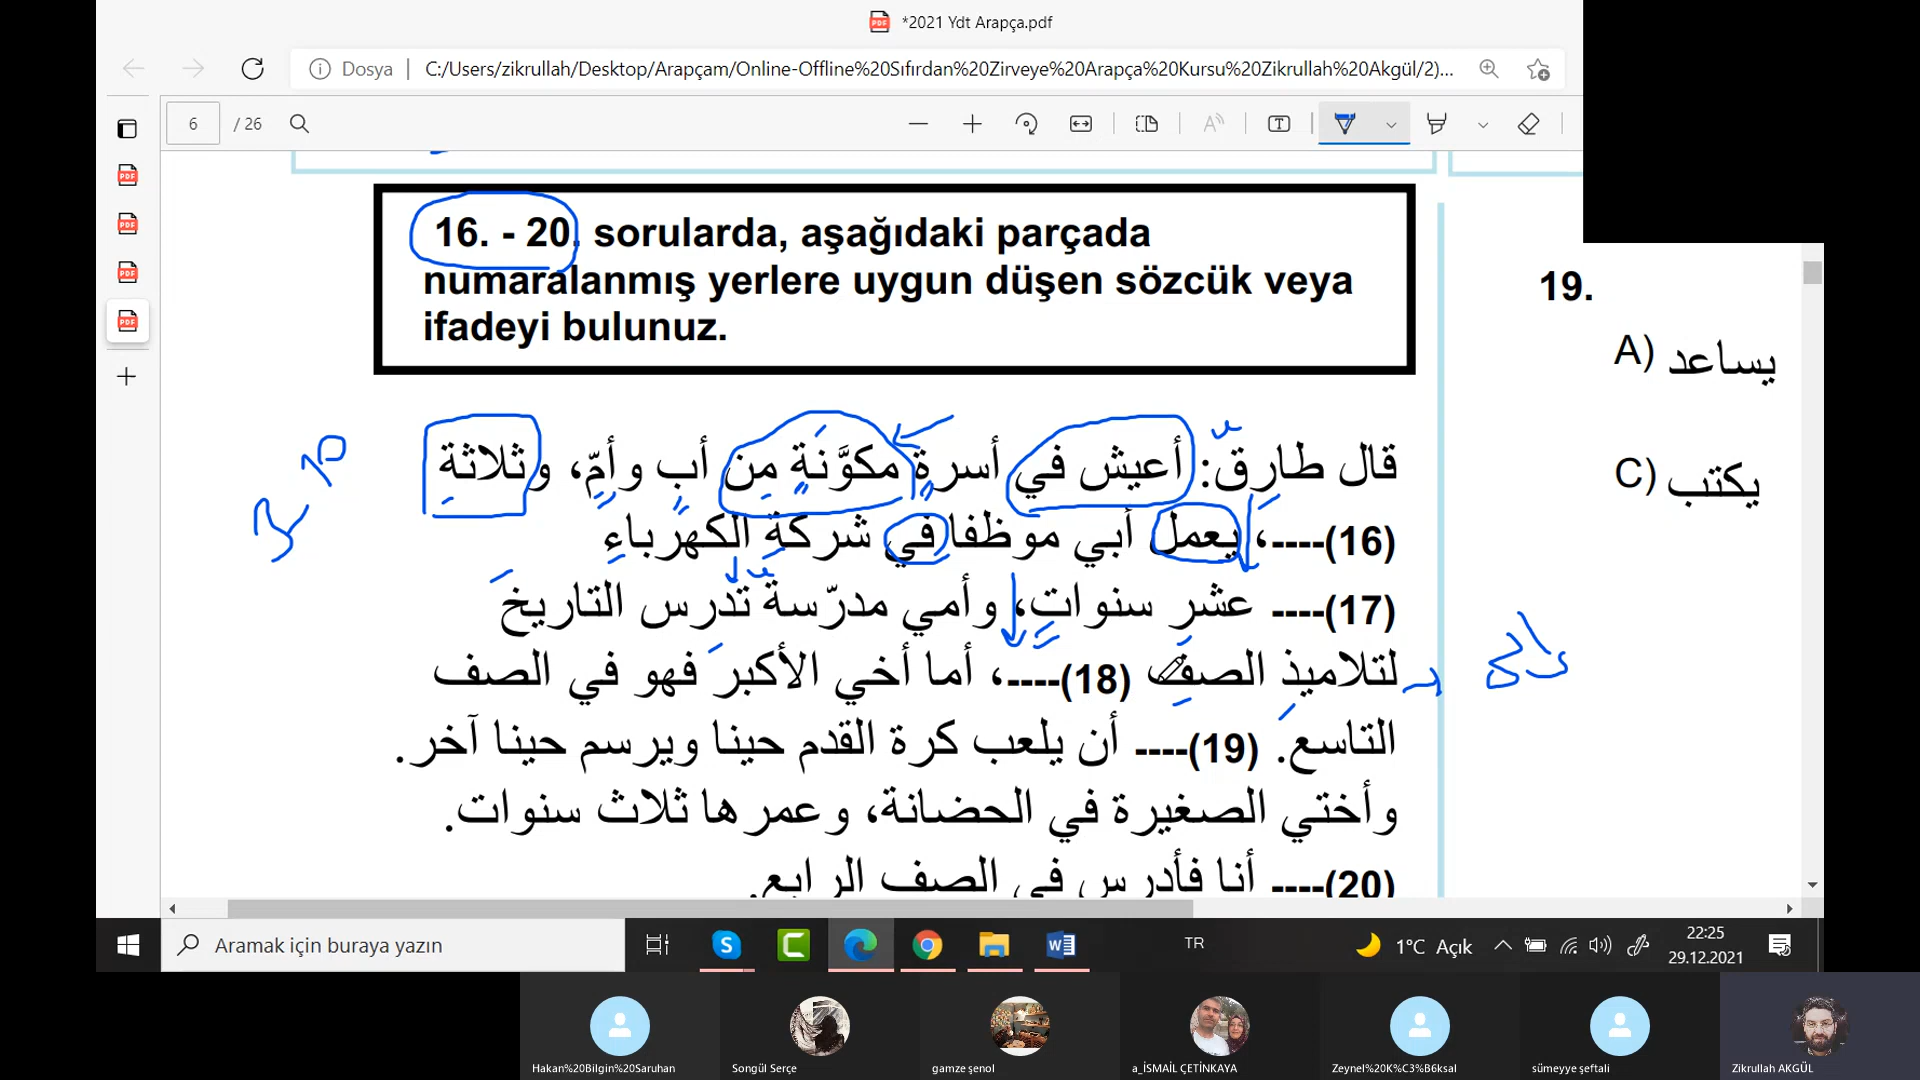 *2021 Ydt Arapça.pdf
Dosya | C:/Users/zikrullah/Desktop/Arapçam/Online-Offline%20Sıfırdan%20Zirveye%20Arapça%20Kursu%20Zikrullah%20Akgül/2)...
6 / 26
16. - 20. sorularda, aşağıdaki parçada
numaralanmış yerlere uygun düşen sözcük veya
ifadeyi bulunuz.
قال طارق: أعيش في أسرة مكوَّنة من أب وأمّ، وثلاثة
(16)----، يعمل أبي موظفا في شركة الكهرباء
(17)---- عشر سنوات، وأمي مدرّسة تدرس التاريخ
لتلاميذ الصف (18)----، أما أخي الأكبر فهو في الصف
التاسع. (19)---- أن يلعب كرة القدم حينا ويرسم حينا آخر.
وأختي الصغيرة في الحضانة، وعمرها ثلاث سنوات.
(20)---- أنا فأدرس في الصف الرابع.
19.
A) يساعد
C) يكتب
Aramak için buraya yazın
TR
1°C Açık
22:25
29.12.2021
Hakan%20Bilgin%20Saruhan
Songül Serçe
gamze şenol
a_İSMAİL ÇETİNKAYA
Zeynel%20K%C3%B6ksal
sümeyye şeftali
Zikrullah AKGÜL